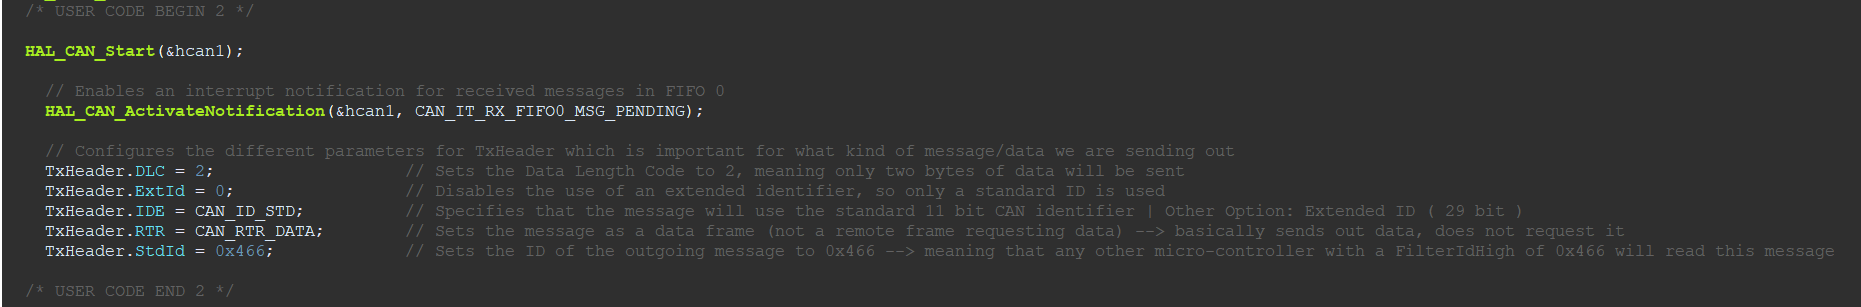 /* USER CODE BEGIN 2 */
HAL_CAN_Start(&hcan1);
// Enables an interrupt notification for received messages in FIFO 0
HAL_CAN_ActivateNotification(&hcan1, CAN_IT_RX_FIFO0_MSG_PENDING);
// Configures the different parameters for TxHeader which is important for what kind of message/data we are sending out
TxHeader.DLC = 2; // Sets the Data Length Code to 2, meaning only two bytes of data will be sent
TxHeader.ExtId = 0; // Disables the use of an extended identifier, so only a standard ID is used
TxHeader.IDE = CAN_ID_STD; // Specifies that the message will use the standard 11 bit CAN identifier | Other Option: Extended ID ( 29 bit )
TxHeader.RTR = CAN_RTR_DATA; // Sets the message as a data frame (not a remote frame requesting data) --> basically sends out data, does not request it
TxHeader.StdId = 0x466; // Sets the ID of the outgoing message to 0x466 --> meaning that any other micro-controller with a FilterIdHigh of 0x466 will read this message
/* USER CODE END 2 */